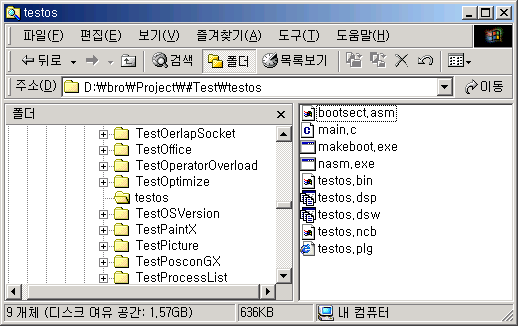 testos
파일(F) 편집(E) 보기(V) 즐겨찾기(A) 도구(T) 도움말(H)
뒤로 검색 폴더 목록보기
주소(D) D:\bro\Project\#Test\testos 이동
폴더
TestOerlapSocket
TestOffice
TestOperatorOverload
TestOptimize
testos
TestOSVersion
TestPaintX
TestPicture
TestPosconGX
TestProcessList
bootsect.asm
main.c
makeboot.exe
nasm.exe
testos.bin
testos.dsp
testos.dsw
testos.ncb
testos.plg
9 개체 (디스크 여유 공간: 1.57GB) 636KB 내 컴퓨터